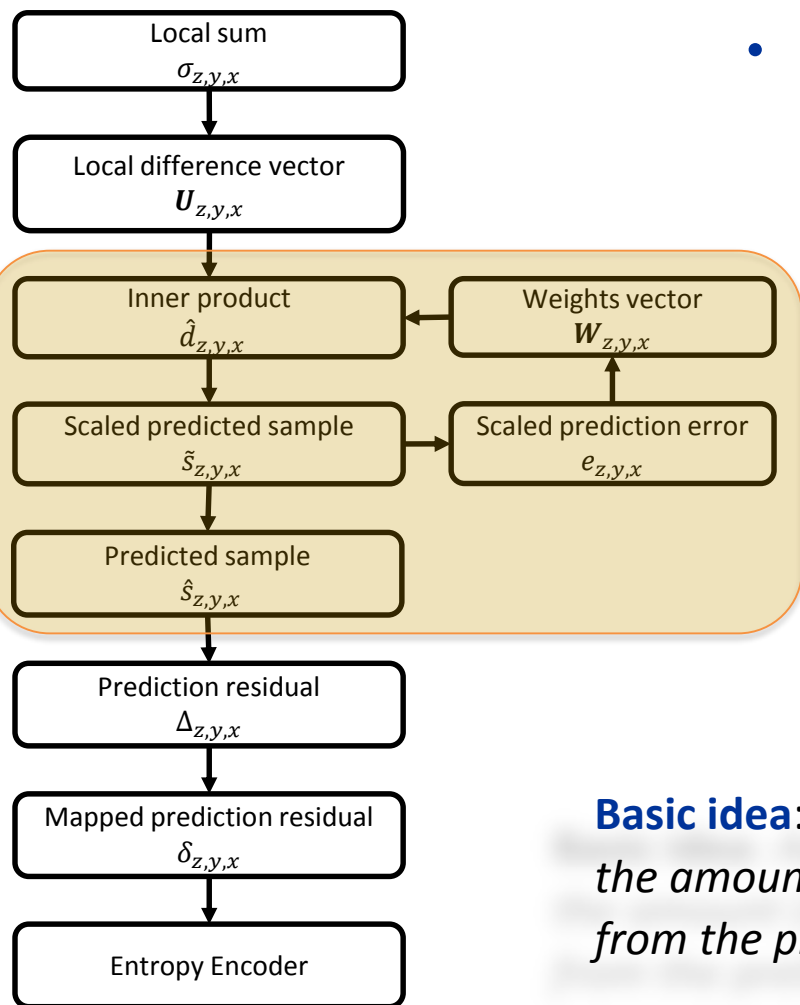 Local sum
σ_{z,y,x}
•
Local difference vector
U_{z,y,x}
Inner product
d̂_{z,y,x}
Weights vector
W_{z,y,x}
Scaled predicted sample
s̃_{z,y,x}
Scaled prediction error
e_{z,y,x}
Predicted sample
ŝ_{z,y,x}
Prediction residual
Δ_{z,y,x}
Mapped prediction residual
δ_{z,y,x}
Entropy Encoder
Basic idea:
the amoun
from the p